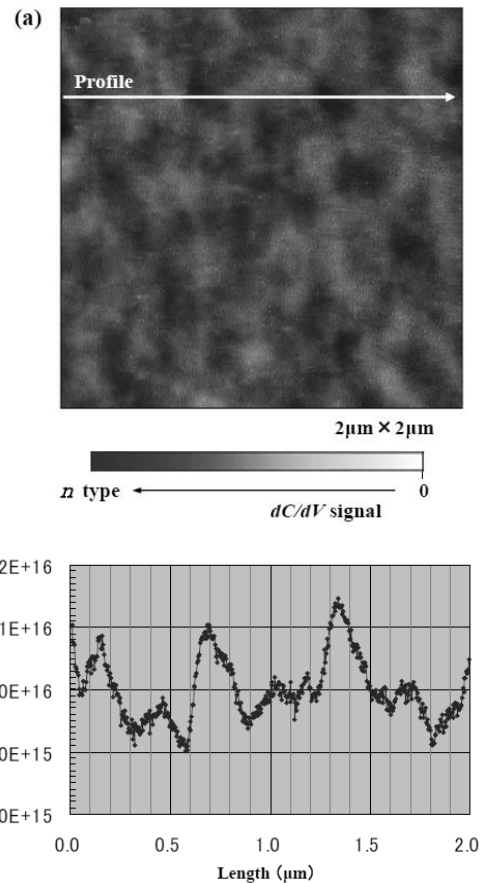 (a)
Profile
2μm × 2μm
n type
0
dC/dV signal
2E+16
1E+16
0E+16
0E+15
0E+15
0.0 0.5 1.0 1.5 2.0
Length (μm)